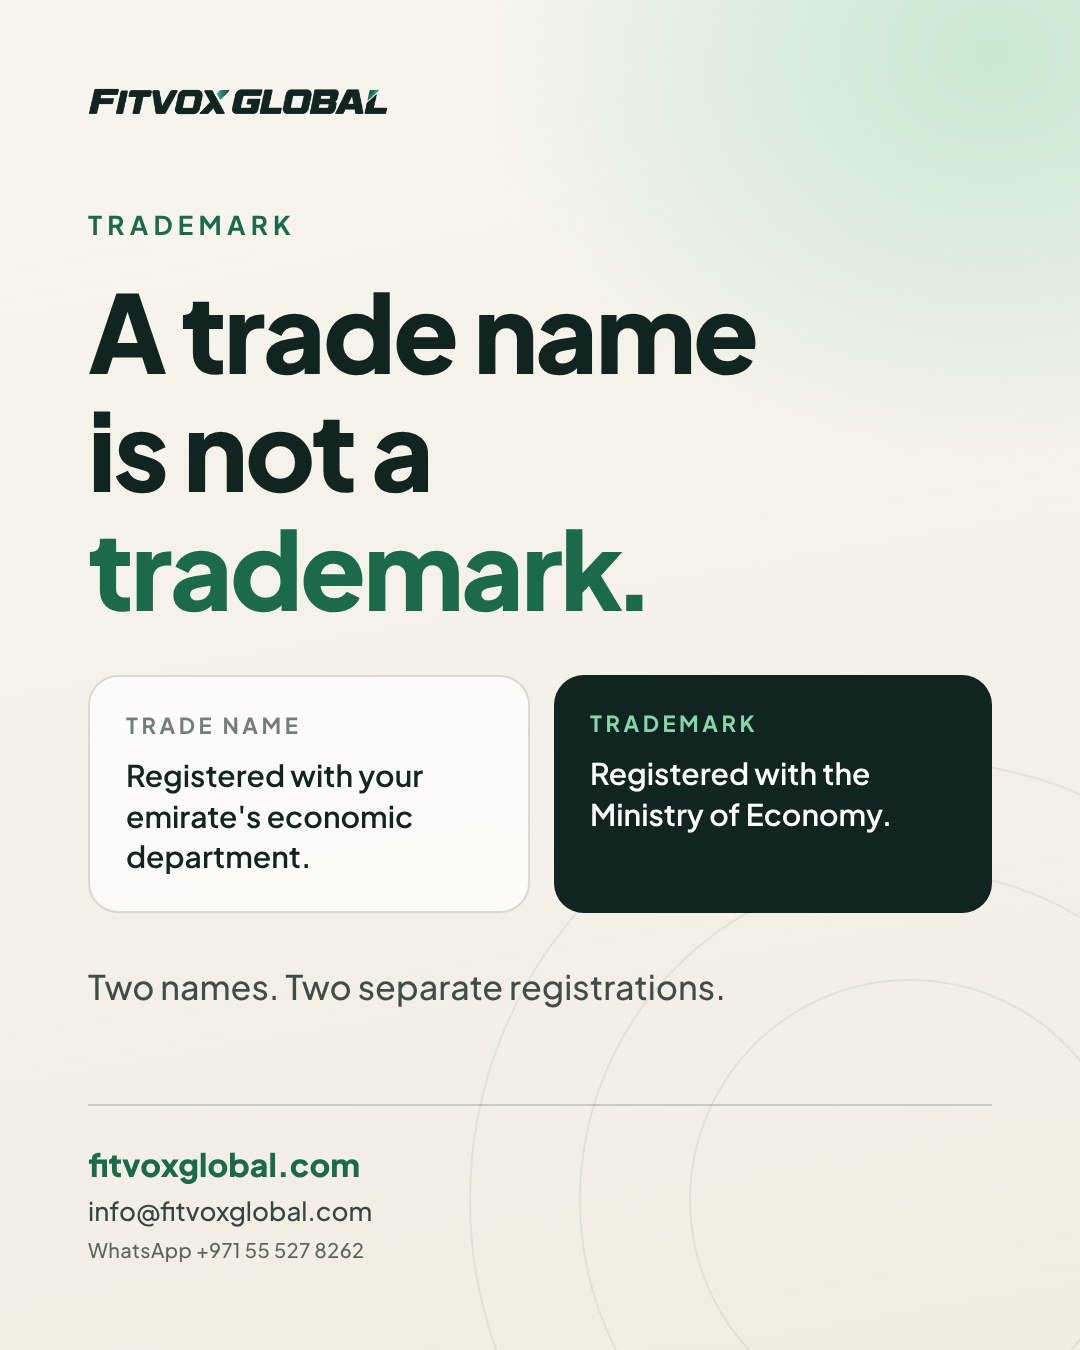 FITVOX GLOBAL
TRADEMARK
A trade name
is not a
trademark.
TRADE NAME
Registered with your
emirate's economic
department.
TRADEMARK
Registered with the
Ministry of Economy.
Two names. Two separate registrations.
fitvoxglobal.com
info@fitvoxglobal.com
WhatsApp +971 55 527 8262